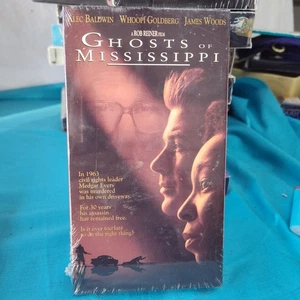 ALEC BALDWIN WHOOPI GOLDBERG JAMES WOODS
A ROB REINER FILM
GHOSTS OF
MISSISSIPPI
In 1963
civil rights leader
Medgar Evers
was murdered
in his own driveway.
For 30 years
his assassin
has remained free.
Is it ever too late
to do the right thing?